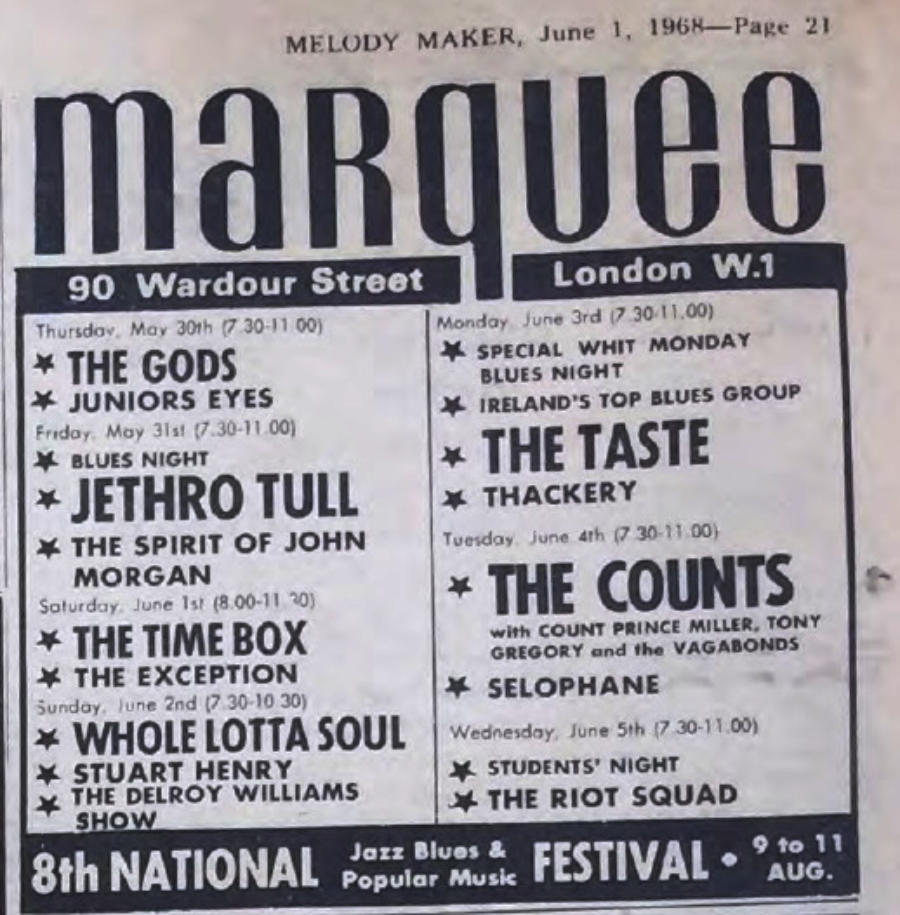 MELODY MAKER, June 1, 1968—Page 21
marquee
90 Wardour Street
London W.1
Thursday, May 30th (7.30-11.00)
THE GODS
JUNIORS EYES
Friday, May 31st (7.30-11.00)
BLUES NIGHT
JETHRO TULL
THE SPIRIT OF JOHN
MORGAN
Saturday, June 1st (8.00-11.30)
THE TIME BOX
THE EXCEPTION
Sunday, June 2nd (7.30-10.30)
WHOLE LOTTA SOUL
STUART HENRY
THE DELROY WILLIAMS
SHOW
Monday, June 3rd (7.30-11.00)
SPECIAL WHIT MONDAY
BLUES NIGHT
IRELAND'S TOP BLUES GROUP
THE TASTE
THACKERY
Tuesday, June 4th (7.30-11.00)
THE COUNTS
with COUNT PRINCE MILLER, TONY
GREGORY and the VAGABONDS
SELOPHANE
Wednesday, June 5th (7.30-11.00)
STUDENTS' NIGHT
THE RIOT SQUAD
8th NATIONAL Jazz Blues & Popular Music FESTIVAL • 9 to 11 AUG.